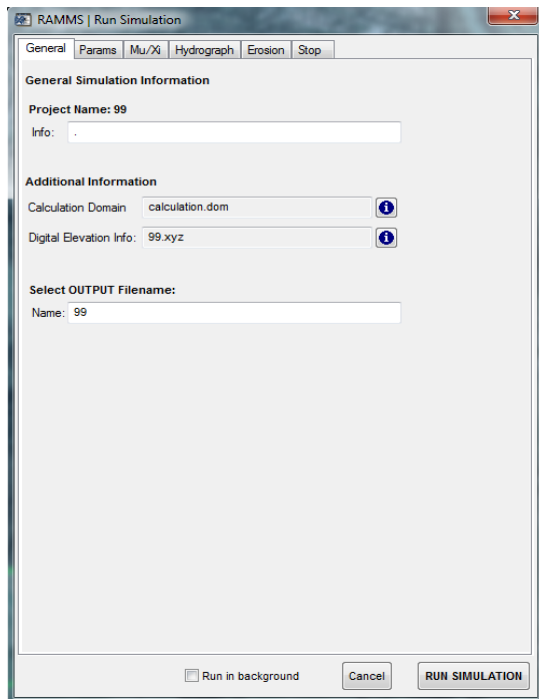 RAMMS | Run Simulation
General Params Mu/Xi Hydrograph Erosion Stop
General Simulation Information
Project Name: 99
Info: .
Additional Information
Calculation Domain calculation.dom
Digital Elevation Info: 99.xyz
Select OUTPUT Filename:
Name: 99
Run in background Cancel RUN SIMULATION